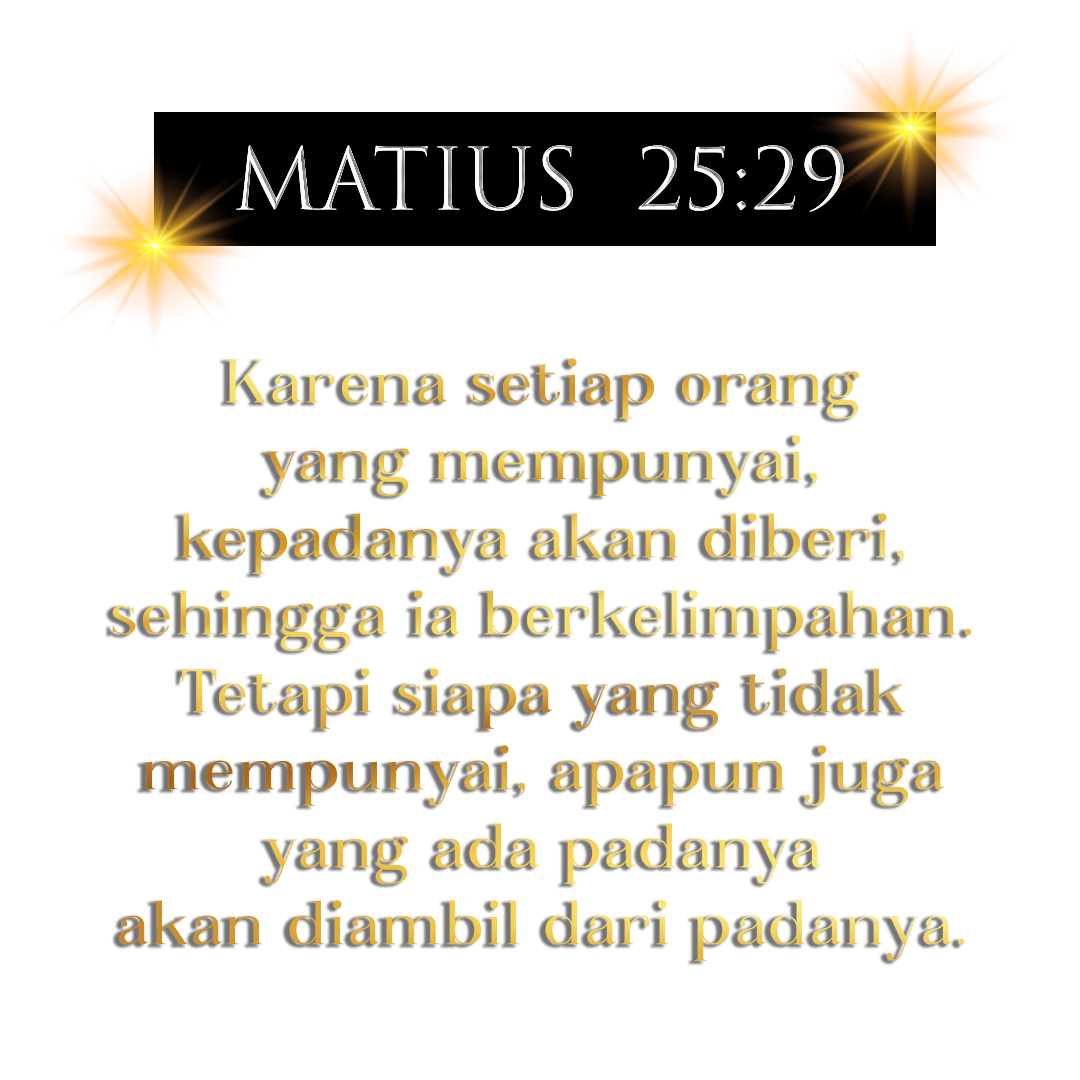 MATIUS 25:29
Karena setiap orang
yang mempunyai,
kepadanya akan diberi,
sehingga ia berkelimpahan.
Tetapi siapa yang tidak
mempunyai, apapun juga
yang ada padanya
akan diambil dari padanya.